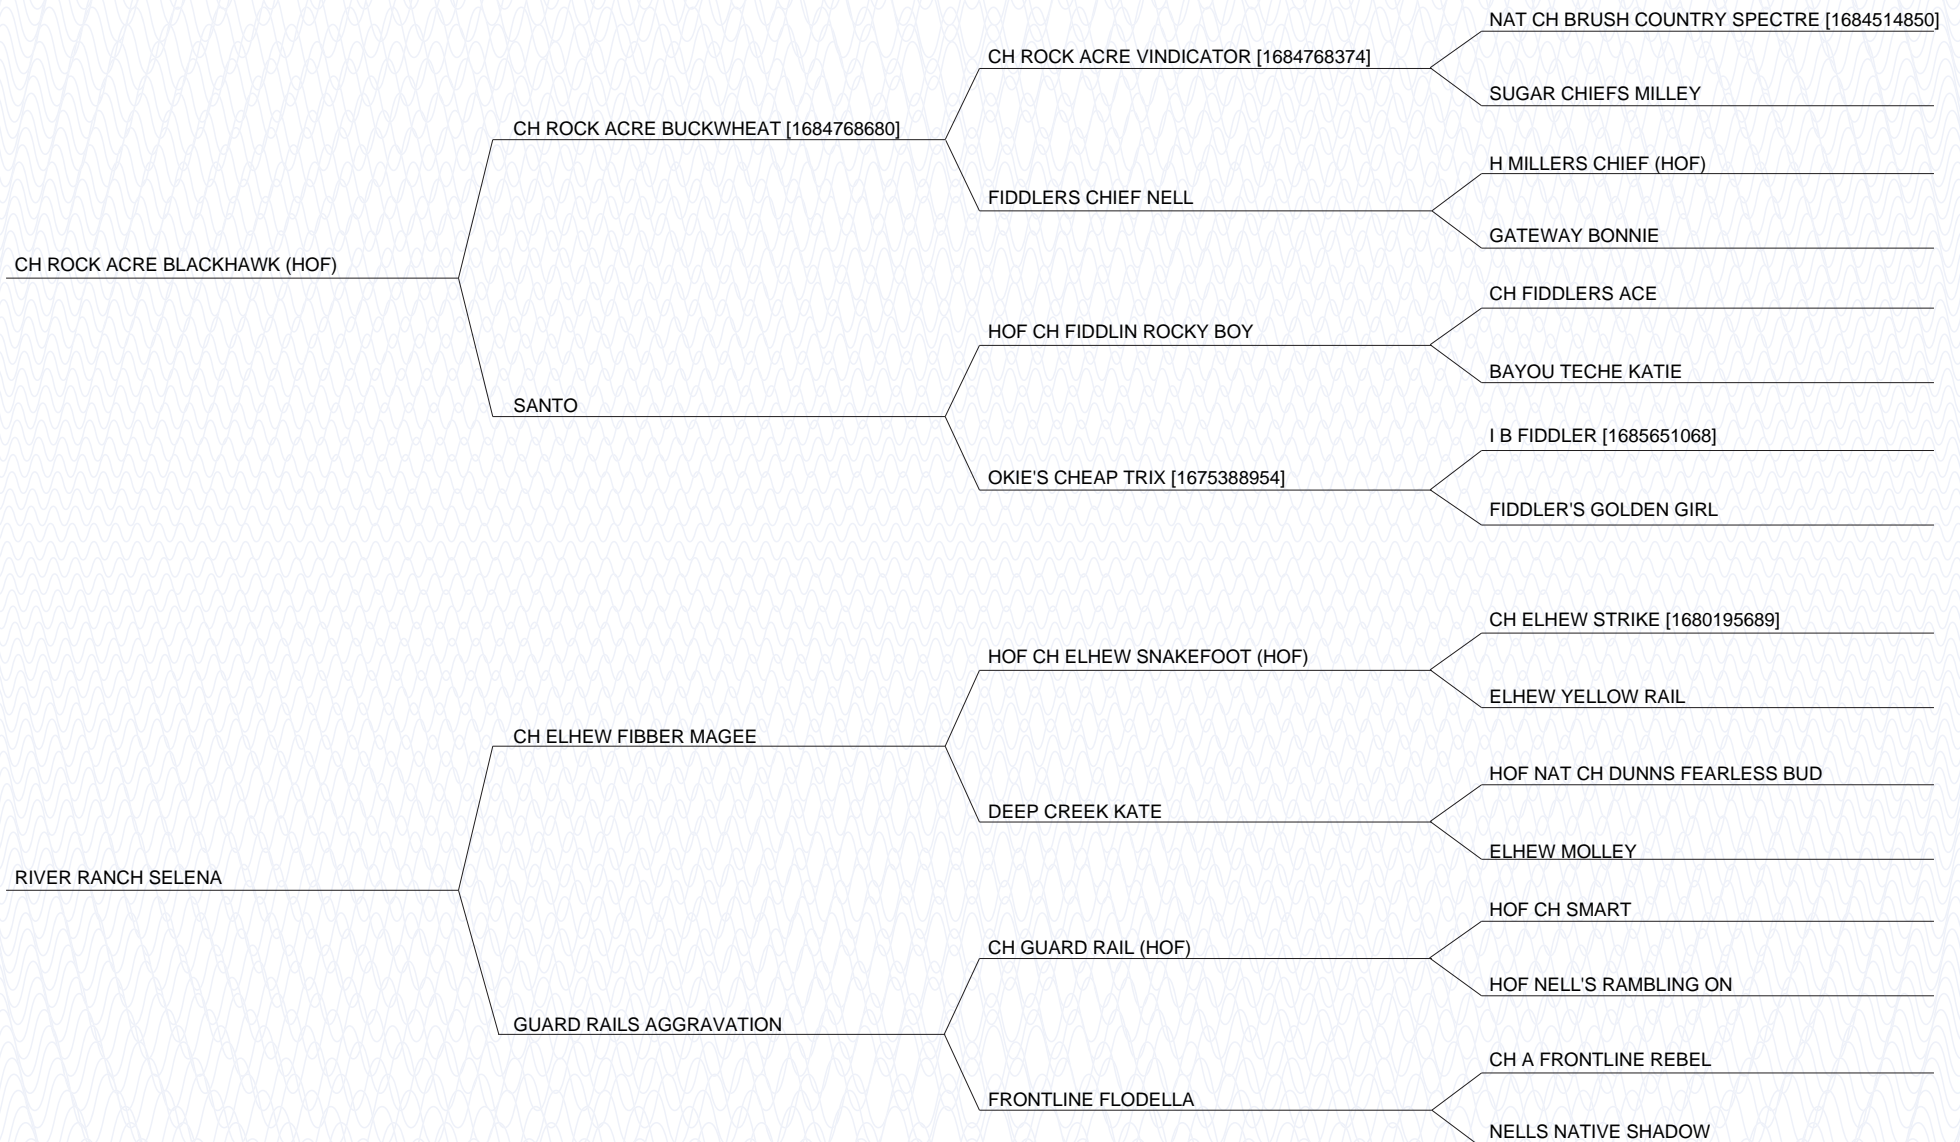 NAT CH BRUSH COUNTRY SPECTRE [1684514850]
CH ROCK ACRE VINDICATOR [1684768374]
SUGAR CHIEFS MILLEY
CH ROCK ACRE BUCKWHEAT [1684768680]
H MILLERS CHIEF (HOF)
FIDDLERS CHIEF NELL
GATEWAY BONNIE
CH ROCK ACRE BLACKHAWK (HOF)
CH FIDDLERS ACE
HOF CH FIDDLIN ROCKY BOY
BAYOU TECHE KATIE
SANTO
I B FIDDLER [1685651068]
OKIE'S CHEAP TRIX [1675388954]
FIDDLER'S GOLDEN GIRL
CH ELHEW STRIKE [1680195689]
HOF CH ELHEW SNAKEFOOT (HOF)
ELHEW YELLOW RAIL
CH ELHEW FIBBER MAGEE
HOF NAT CH DUNNS FEARLESS BUD
DEEP CREEK KATE
ELHEW MOLLEY
RIVER RANCH SELENA
HOF CH SMART
CH GUARD RAIL (HOF)
HOF NELL'S RAMBLING ON
GUARD RAILS AGGRAVATION
CH A FRONTLINE REBEL
FRONTLINE FLODELLA
NELLS NATIVE SHADOW